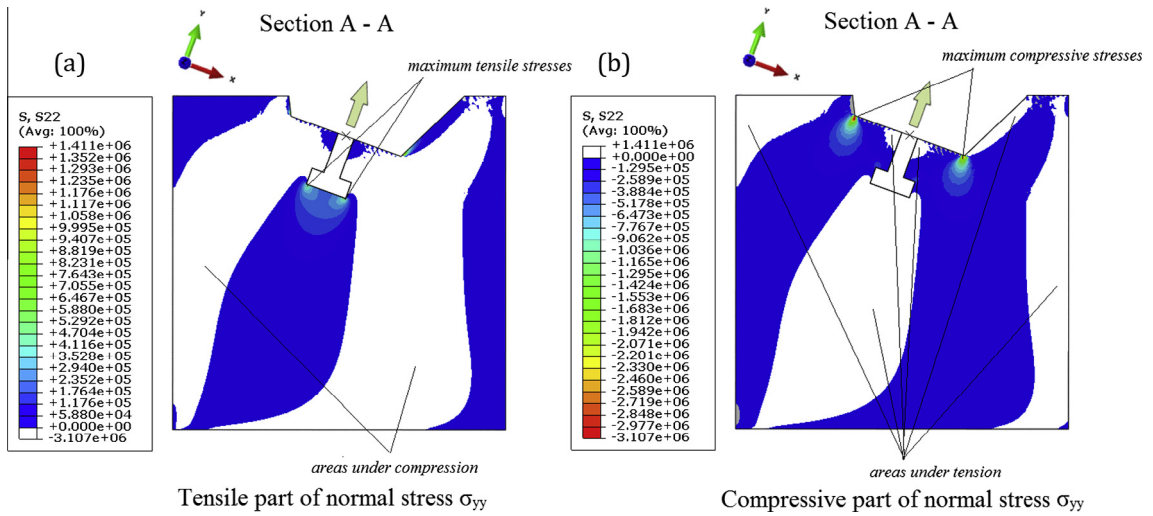 Section A - A
(a)
Y
X
maximum tensile stresses
S, S22
(Avg: 100%)
+1.411e+06
+1.352e+06
+1.293e+06
+1.235e+06
+1.176e+06
+1.117e+06
+1.058e+06
+9.995e+05
+9.407e+05
+8.819e+05
+8.231e+05
+7.643e+05
+7.055e+05
+6.467e+05
+5.880e+05
+5.292e+05
+4.704e+05
+4.116e+05
+3.528e+05
+2.940e+05
+2.352e+05
+1.764e+05
+1.176e+05
+5.880e+04
+0.000e+00
-3.107e+06
areas under compression
Tensile part of normal stress σyy
Section A - A
(b)
Y
X
maximum compressive stresses
S, S22
(Avg: 100%)
+1.411e+06
+0.000e+00
-1.295e+05
-2.589e+05
-3.884e+05
-5.178e+05
-6.473e+05
-7.767e+05
-9.062e+05
-1.036e+06
-1.165e+06
-1.295e+06
-1.424e+06
-1.553e+06
-1.683e+06
-1.812e+06
-1.942e+06
-2.071e+06
-2.201e+06
-2.330e+06
-2.460e+06
-2.589e+06
-2.719e+06
-2.848e+06
-2.977e+06
-3.107e+06
areas under tension
Compressive part of normal stress σyy